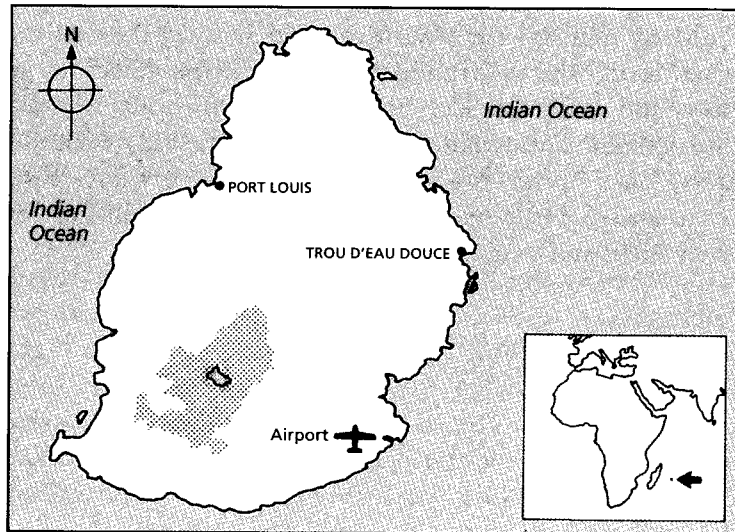 N
Indian Ocean
PORT LOUIS
Indian
Ocean
TROU D'EAU DOUCE
Airport